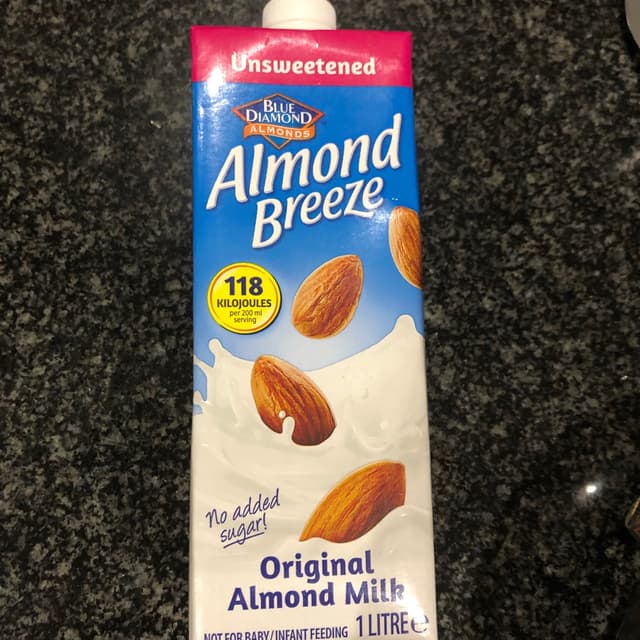 Unsweetened
BLUE
DIAMOND
ALMONDS
Almond
Breeze
118
KILOJOULES
per 200 ml
serving
No added
sugar!
Original
Almond Milk
NOT FOR BABY/INFANT FEEDING 1 LITRE e